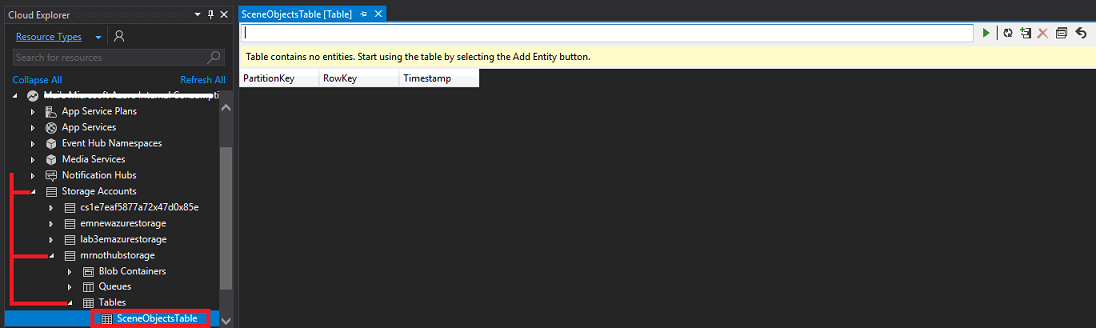 Cloud Explorer
Resource Types
Search for resources
Collapse All Refresh All
App Service Plans
App Services
Event Hub Namespaces
Media Services
Notification Hubs
Storage Accounts
cs1e7eaf5877a72x47d0x85e
emnewazurestorage
lab3emazurestorage
mrnothubstorage
Blob Containers
Queues
Tables
SceneObjectsTable
SceneObjectsTable [Table]
Table contains no entities. Start using the table by selecting the Add Entity button.
PartitionKey RowKey Timestamp